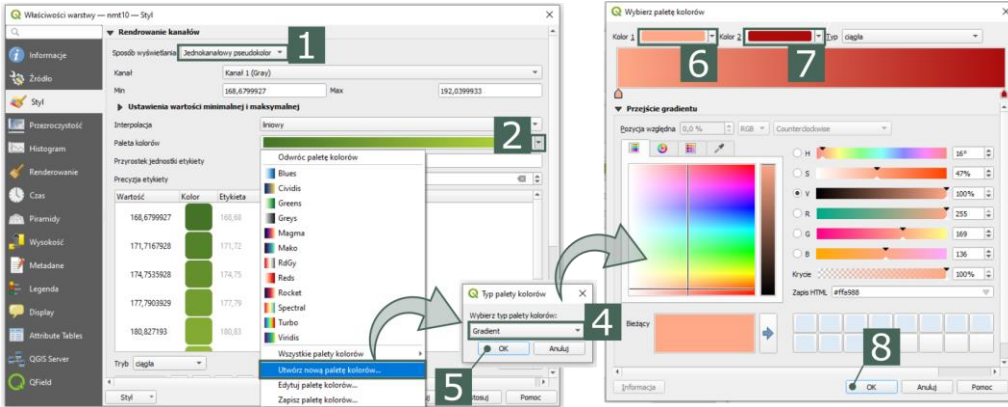 Właściwości warstwy — nmt10 — Styl
Informacje
Źródło
Styl
Przezroczystość
Histogram
Renderowanie
Czas
Piramidy
Wysokość
Metadane
Legenda
Display
Attribute Tables
QGIS Server
QField
Rendrowanie kanałów
Sposób wyświetlania Jednokanałowy pseudokolor
1
Kanał Kanał 1 (Gray)
Min 168,6799927 Max 192,0399933
Ustawienia wartości minimalnej i maksymalnej
Interpolacja liniowy
2
Paleta kolorów
Przyrostek jednostki etykiety
Precyzja etykiety
Wartość Kolor Etykieta
168,6799927 168,68
171,7167928 171,72
174,7535928 174,75
177,7903929 177,79
180,827193 180,83
Tryb ciągła
Styl
Pomoc
Odwróc paletę kolorów
Blues
Cividis
Greens
Greys
Magma
Mako
RdGy
Reds
Rocket
Spectral
Turbo
Viridis
Wszystkie palety kolorów
Utwórz nową paletę kolorów...
Edytuj paletę kolorów...
Zapisz paletę kolorów...
Typ palety kolorów
Wybierz typ palety kolorów:
Gradient
4
OK Anuluj
5
Wybierz paletę kolorów
Kolor 1 Kolor 2 Typ ciągła
6 7
Przejście gradientu
Pozycja względna 0,0 % RGB Counterclockwise
H 16°
S 47%
V 100%
R 255
G 169
B 136
Krycie 100%
Zapis HTML #ffa988
Bieżący
8
Informacja OK Anuluj Pomoc